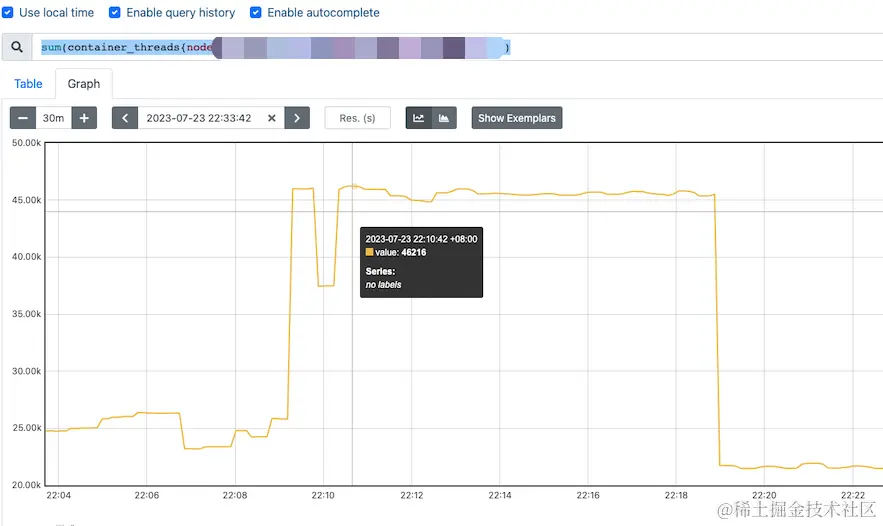 Use local time Enable query history Enable autocomplete
sum(container_threads{node )
Table Graph
30m 2023-07-23 22:33:42 Res. (s) Show Exemplars
50.00k
45.00k
2023-07-23 22:10:42 +08:00
value: 46216
Series:
no labels
40.00k
35.00k
30.00k
25.00k
20.00k
22:04 22:06 22:08 22:10 22:12 22:14 22:16 22:18 22:20 22:22
@稀土掘金技术社区